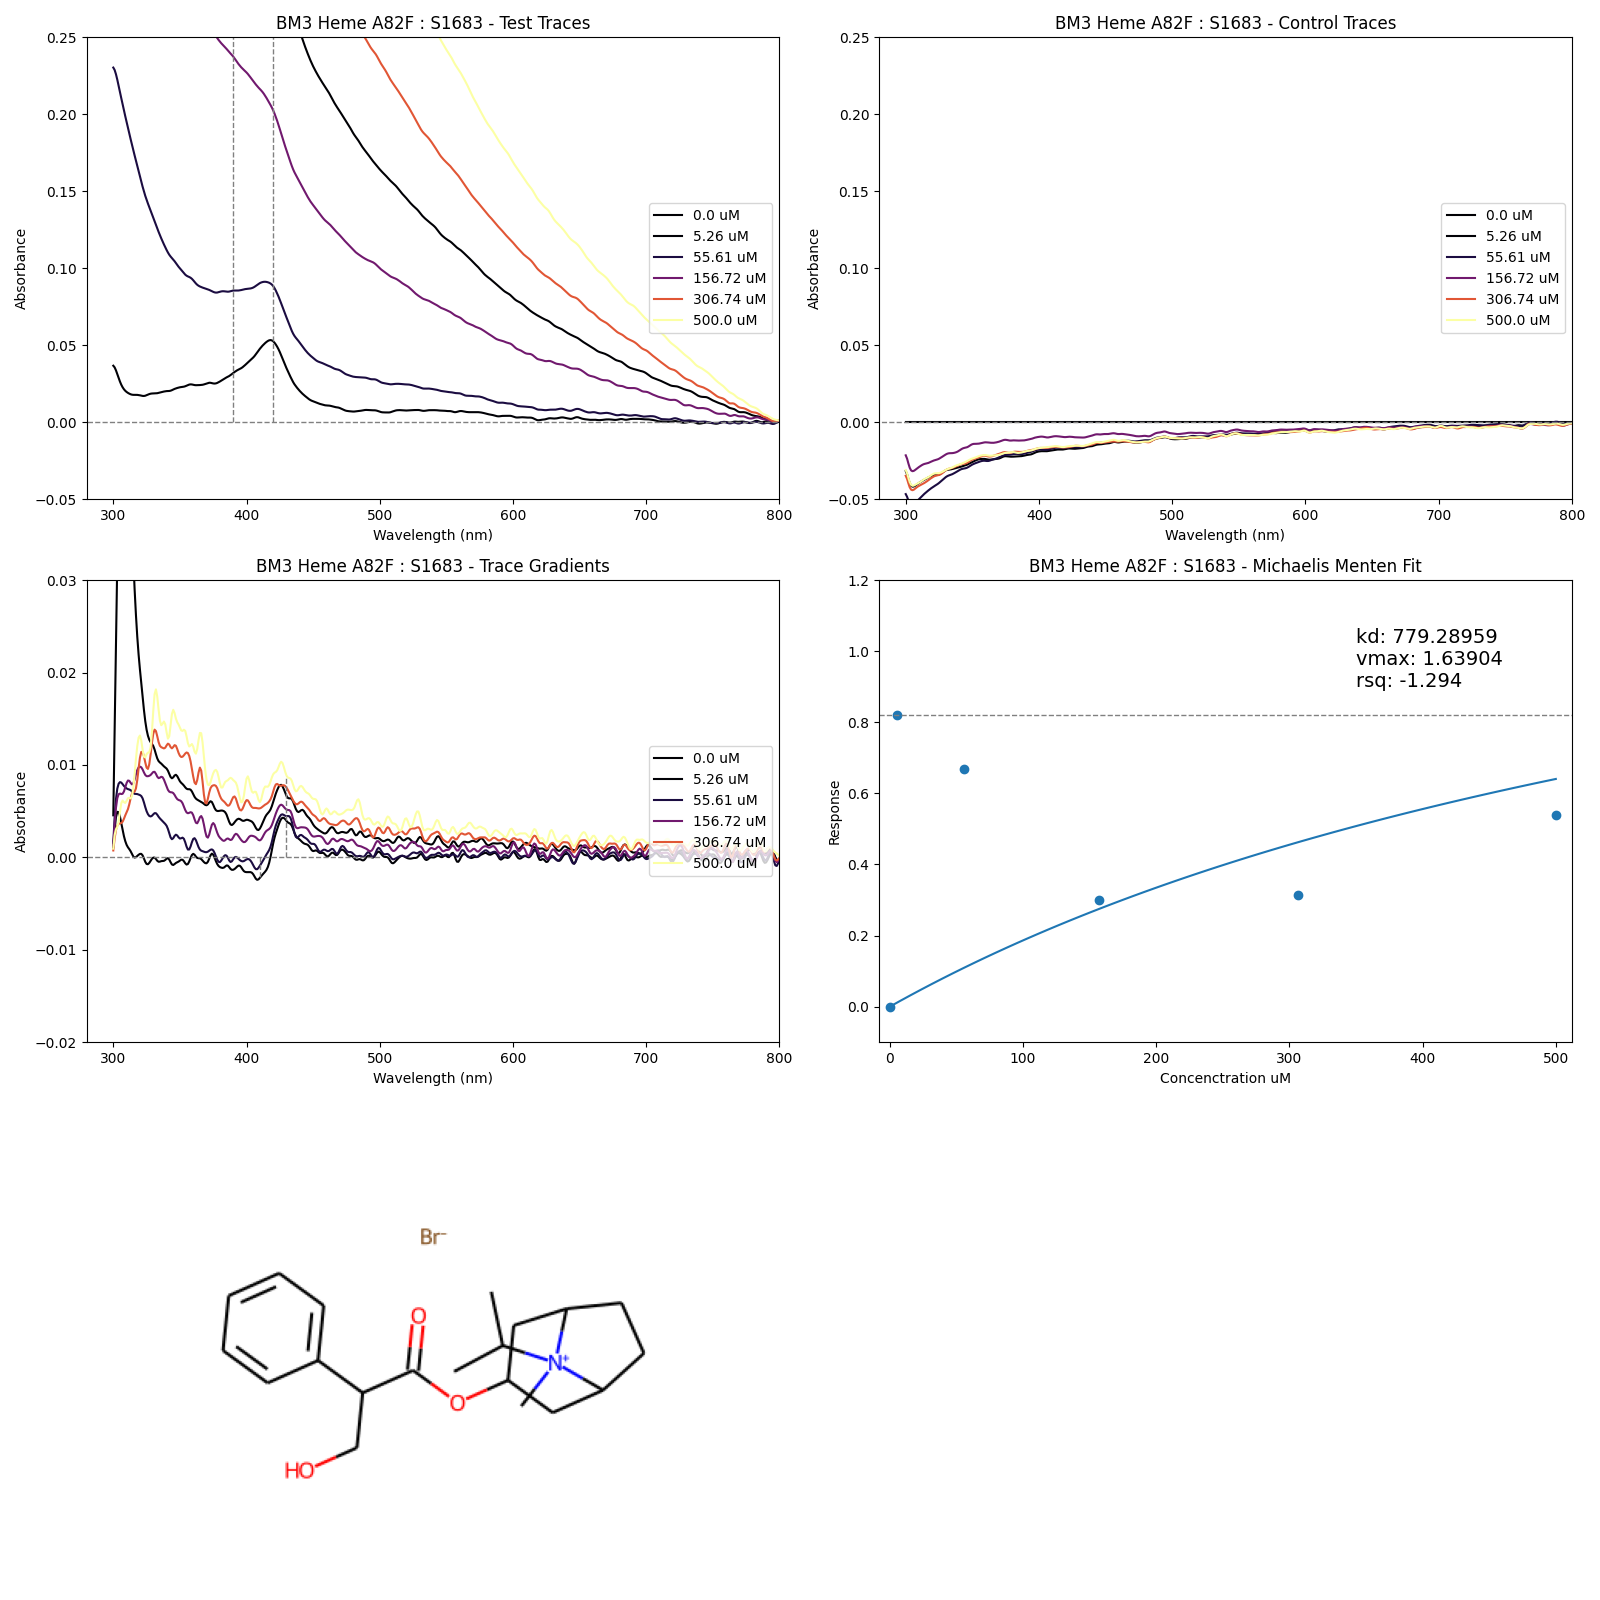 BM3 Heme A82F : S1683 - Test Traces
0.25
0.20
0.15
0.10
0.05
0.00
−0.05
Absorbance
0.0 uM
5.26 uM
55.61 uM
156.72 uM
306.74 uM
500.0 uM
300 400 500 600 700 800
Wavelength (nm)
BM3 Heme A82F : S1683 - Control Traces
0.25
0.20
0.15
0.10
0.05
0.00
−0.05
Absorbance
0.0 uM
5.26 uM
55.61 uM
156.72 uM
306.74 uM
500.0 uM
300 400 500 600 700 800
Wavelength (nm)
BM3 Heme A82F : S1683 - Trace Gradients
0.03
0.02
0.01
0.00
−0.01
−0.02
Absorbance
0.0 uM
5.26 uM
55.61 uM
156.72 uM
306.74 uM
500.0 uM
300 400 500 600 700 800
Wavelength (nm)
BM3 Heme A82F : S1683 - Michaelis Menten Fit
1.2
1.0
0.8
0.6
0.4
0.2
0.0
Response
kd: 779.28959
vmax: 1.63904
rsq: -1.294
0 100 200 300 400 500
Concenctration uM
Br⁻
O
N⁺
O
HO